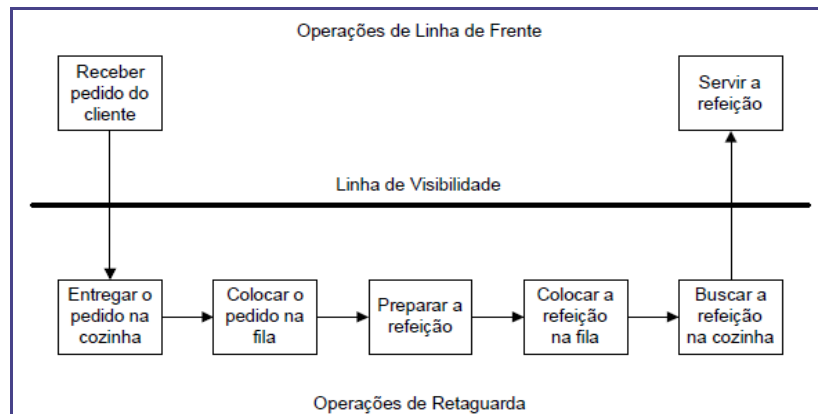 Operações de Linha de Frente
Receber
pedido do
cliente
Servir a
refeição
Linha de Visibilidade
Entregar o
pedido na
cozinha
Colocar o
pedido na
fila
Preparar a
refeição
Colocar a
refeição
na fila
Buscar a
refeição
na cozinha
Operações de Retaguarda